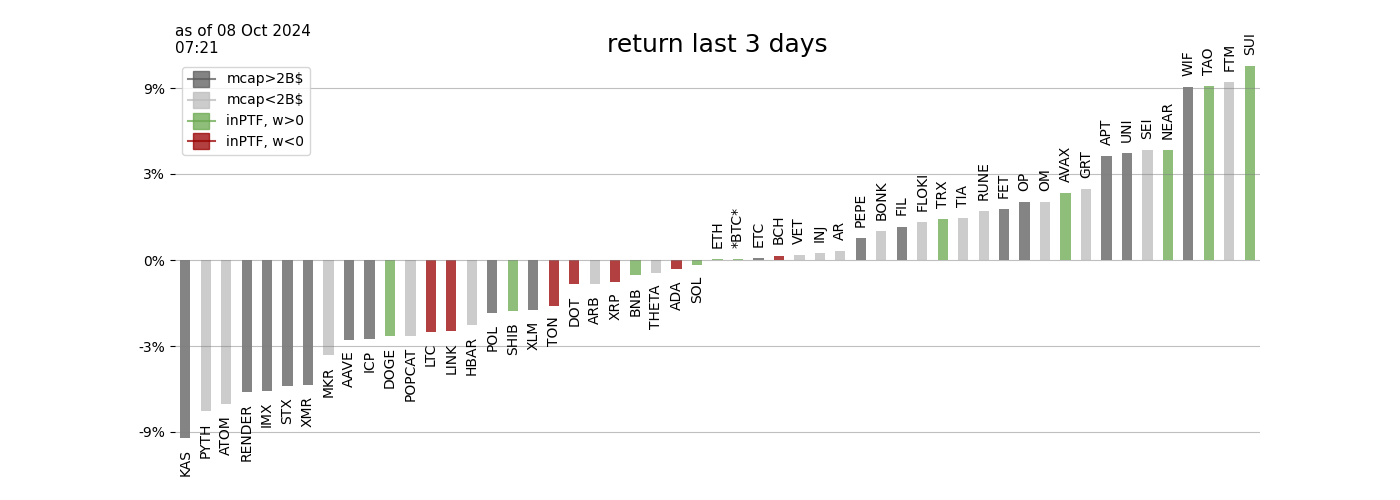 as of 08 Oct 2024
07:21
return last 3 days
mcap>2B$
mcap<2B$
inPTF, w>0
inPTF, w<0
9%
3%
0%
-3%
-9%
KAS
PYTH
ATOM
RENDER
IMX
STX
XMR
MKR
AAVE
ICP
DOGE
POPCAT
LTC
LINK
HBAR
POL
SHIB
XLM
TON
DOT
ARB
XRP
BNB
THETA
ADA
SOL
ETH
*BTC*
ETC
BCH
VET
INJ
AR
PEPE
BONK
FIL
FLOKI
TRX
TIA
RUNE
FET
OP
OM
AVAX
GRT
APT
UNI
SEI
NEAR
WIF
TAO
FTM
SUI